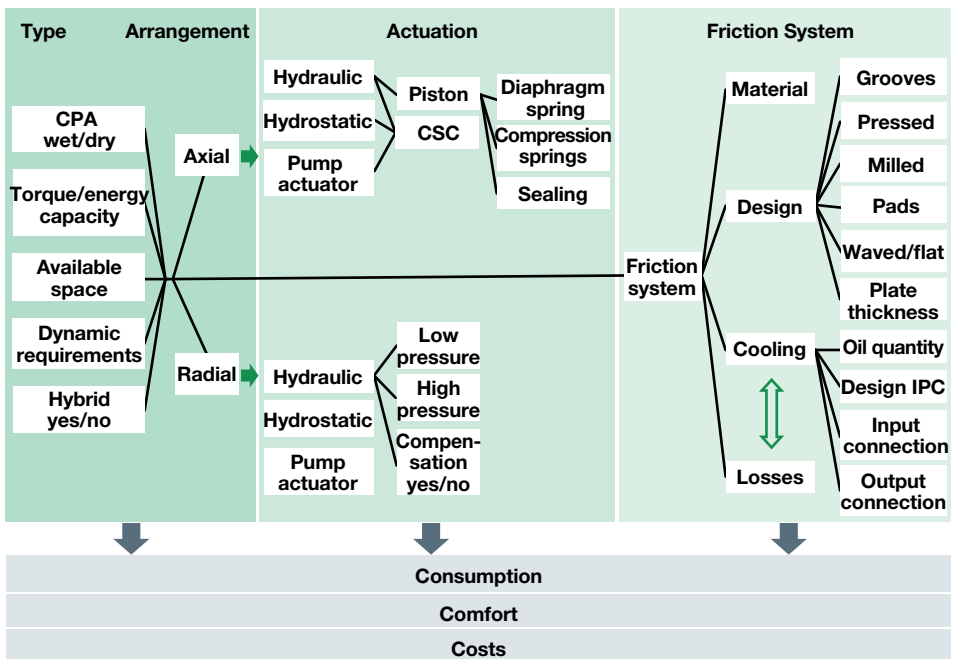 Type
Arrangement
Actuation
Friction System
CPA
wet/dry
Torque/energy
capacity
Available
space
Dynamic
requirements
Hybrid
yes/no
Axial
Radial
Hydraulic
Hydrostatic
Pump
actuator
Piston
CSC
Diaphragm
spring
Compression
springs
Sealing
Hydraulic
Hydrostatic
Pump
actuator
Low
pressure
High
pressure
Compen-
sation
yes/no
Friction
system
Material
Design
Cooling
Losses
Grooves
Pressed
Milled
Pads
Waved/flat
Plate
thickness
Oil quantity
Design IPC
Input
connection
Output
connection
Consumption
Comfort
Costs